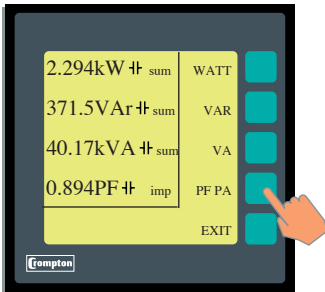 2.294kW sum WATT
371.5VAr sum VAR
40.17kVA sum VA
0.894PF imp PF PA
EXIT
Crompton